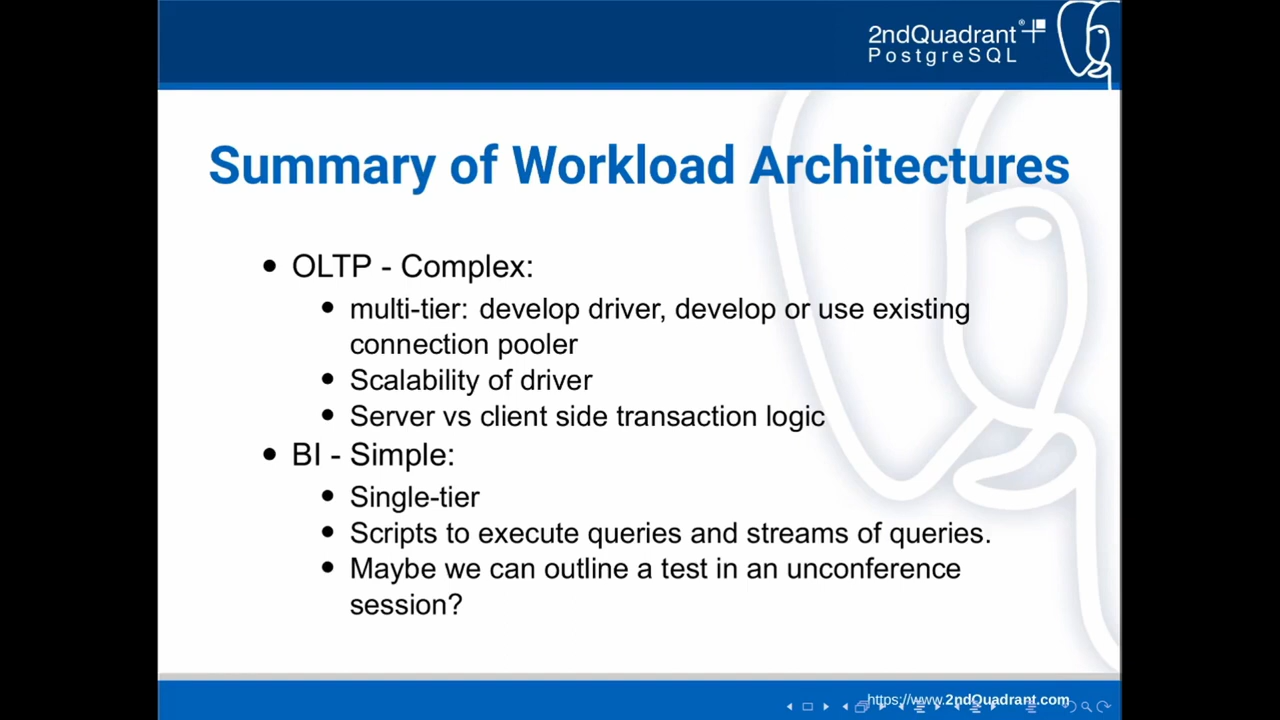 2ndQuadrant®
PostgreSQL
Summary of Workload Architectures
• OLTP - Complex:
• multi-tier: develop driver, develop or use existing
connection pooler
• Scalability of driver
• Server vs client side transaction logic
• BI - Simple:
• Single-tier
• Scripts to execute queries and streams of queries.
• Maybe we can outline a test in an unconference
session?
https://www.2ndQuadrant.com